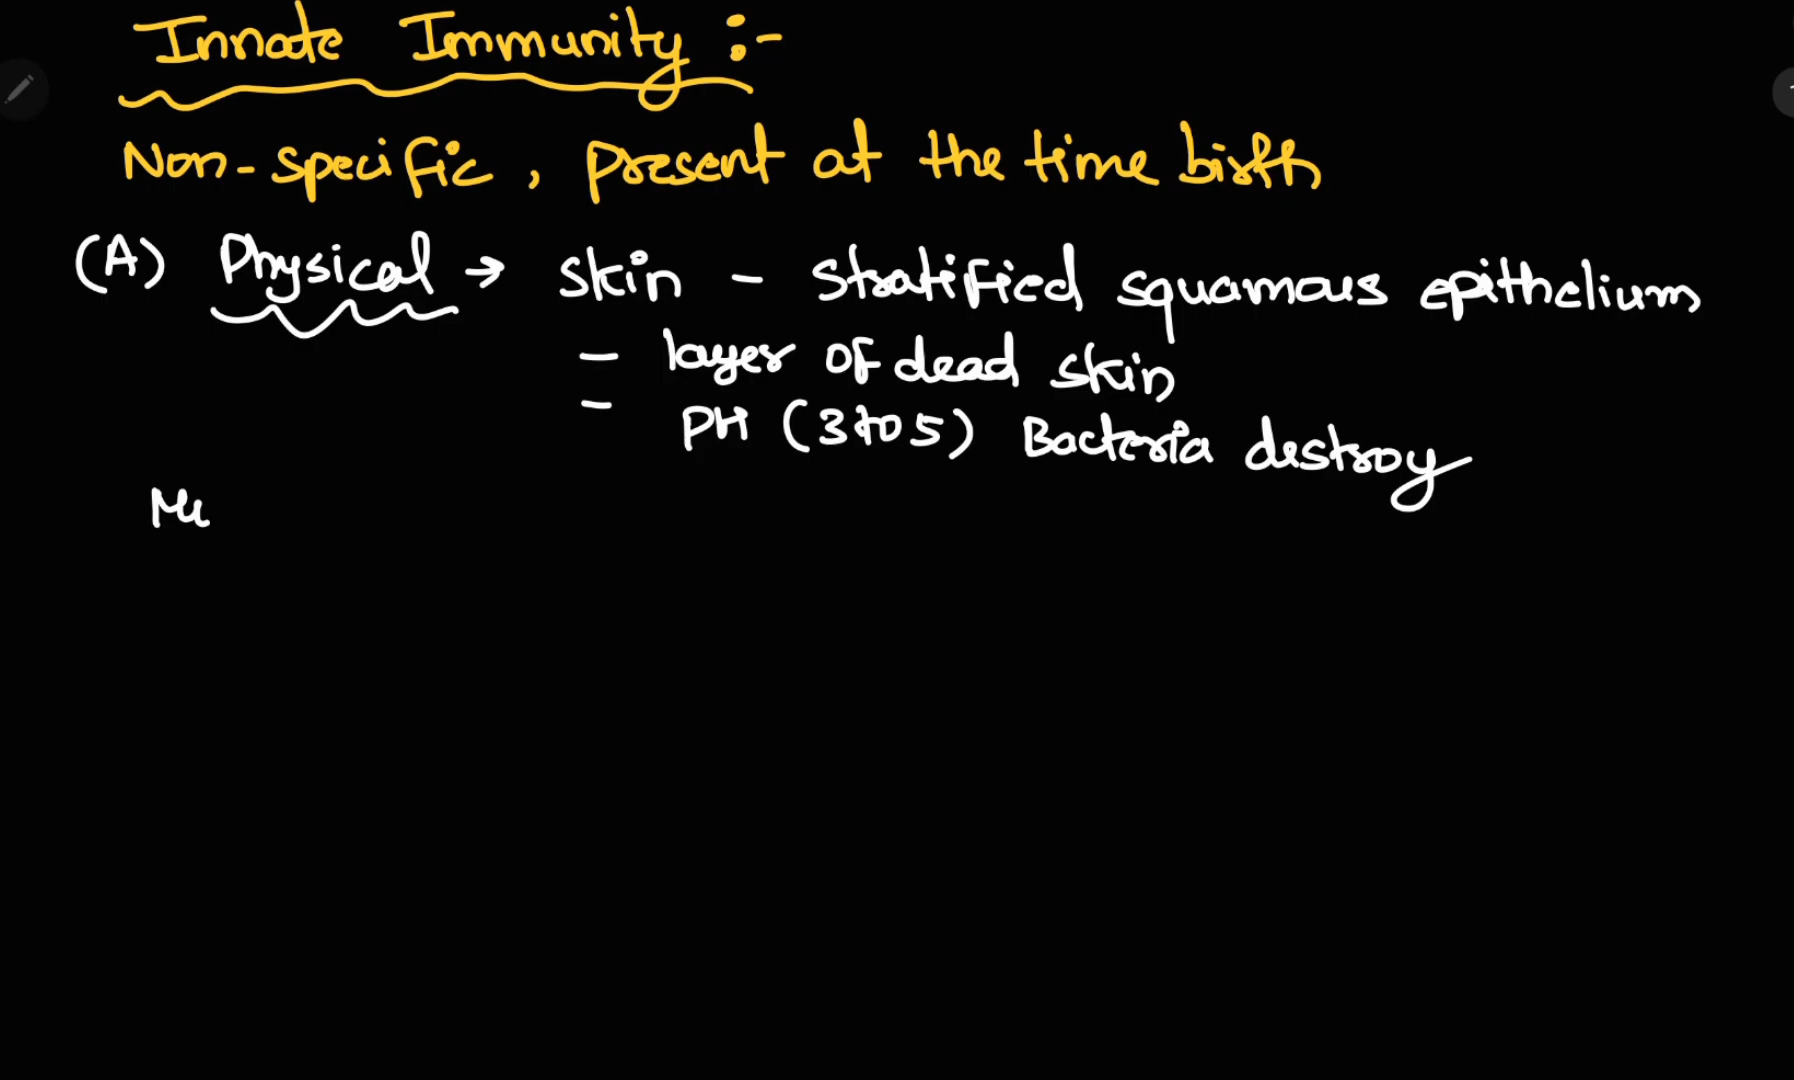 Innate Immunity :-
Non-specific, present at the time birth
(A) Physical → skin - stratified squamous epithelium
- layer of dead skin
- PH (3 to 5) Bacteria destroy
Mu